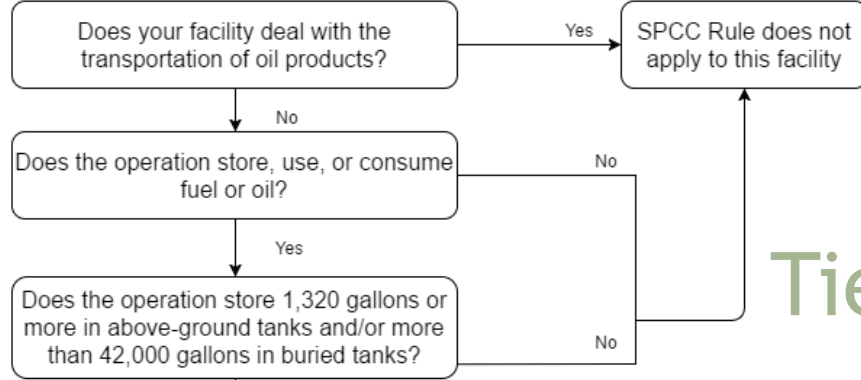 Does your facility deal with the
transportation of oil products?
Yes
SPCC Rule does not
apply to this facility
No
Does the operation store, use, or consume
fuel or oil?
No
Yes
Does the operation store 1,320 gallons or
more in above-ground tanks and/or more
than 42,000 gallons in buried tanks?
No
Tie